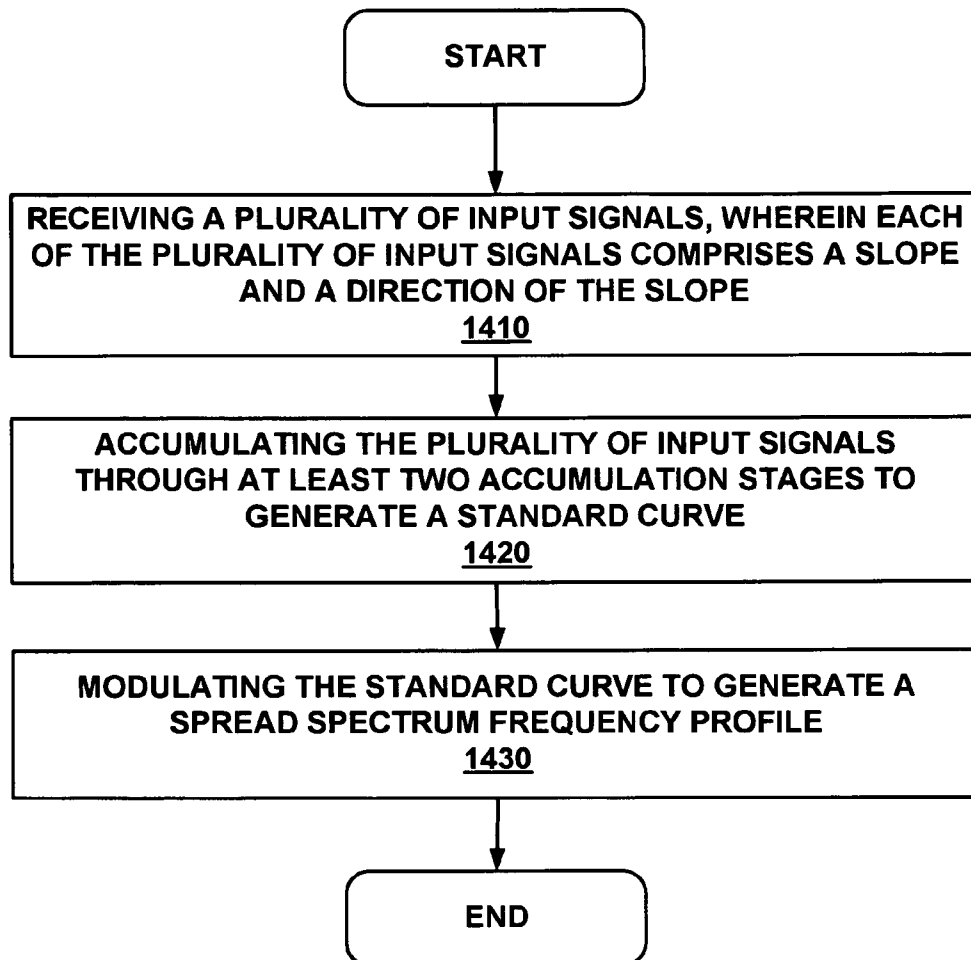 START
RECEIVING A PLURALITY OF INPUT SIGNALS, WHEREIN EACH
OF THE PLURALITY OF INPUT SIGNALS COMPRISES A SLOPE
AND A DIRECTION OF THE SLOPE
1410
ACCUMULATING THE PLURALITY OF INPUT SIGNALS
THROUGH AT LEAST TWO ACCUMULATION STAGES TO
GENERATE A STANDARD CURVE
1420
MODULATING THE STANDARD CURVE TO GENERATE A
SPREAD SPECTRUM FREQUENCY PROFILE
1430
END